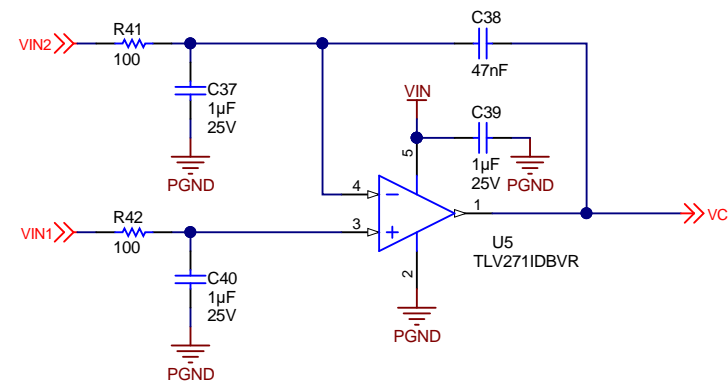 C38
R41
VIN2
100
47nF
C37
1µF
25V
VIN
C39
1µF
25V
PGND
PGND
5
4
3
1
2
R42
VIN1
100
VC
U5
TLV271IDBVR
C40
1µF
25V
PGND
PGND